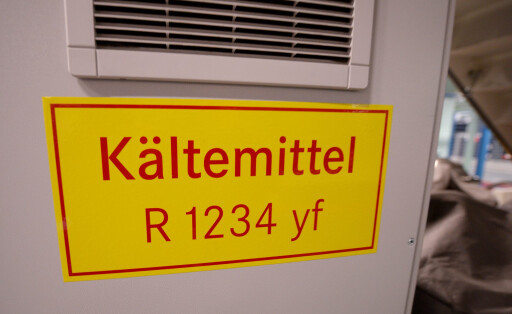 Kältemittel
R 1234 yf